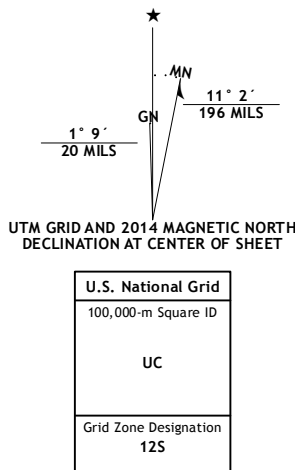 ★
MN
GN
11° 2´
196 MILS
1° 9´
20 MILS
UTM GRID AND 2014 MAGNETIC NORTH
DECLINATION AT CENTER OF SHEET
U.S. National Grid
100,000-m Square ID
UC
Grid Zone Designation
12S